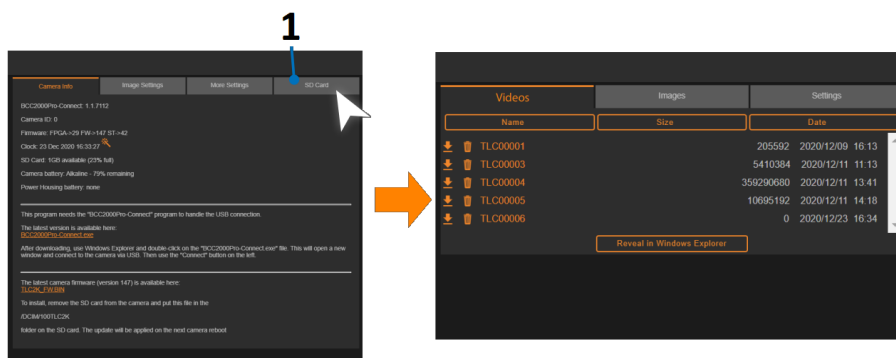 1
Camera Info Image Settings More Settings SD Card
BCC2000Pro-Connect: 1.1.7112
Camera ID: 0
Firmware: FPGA->29 FW->147 ST->42
Clock: 23 Dec 2020 16:33:27
SD Card: 1GB available (23% full)
Camera battery: Alkaline - 79% remaining
Power Housing battery: none
This program needs the "BCC2000Pro-Connect" program to handle the USB connection.
The latest version is available here:
BCC2000Pro-Connect.exe
After downloading, use Windows Explorer and double-click on the "BCC2000Pro-Connect.exe" file. This will open a new
window and connect to the camera via USB. Then use the "Connect" button on the left.
The latest camera firmware (version 147) is available here:
TLC2K_FW.BIN
To install, remove the SD card from the camera and put this file in the
/DCIM/100TLC2K
folder on the SD card. The update will be applied on the next camera reboot
Videos Images Settings
Name Size Date
TLC00001 205592 2020/12/09 16:13
TLC00003 5410384 2020/12/11 11:13
TLC00004 359290680 2020/12/11 13:41
TLC00005 10695192 2020/12/11 14:18
TLC00006 0 2020/12/23 16:34
Reveal in Windows Explorer